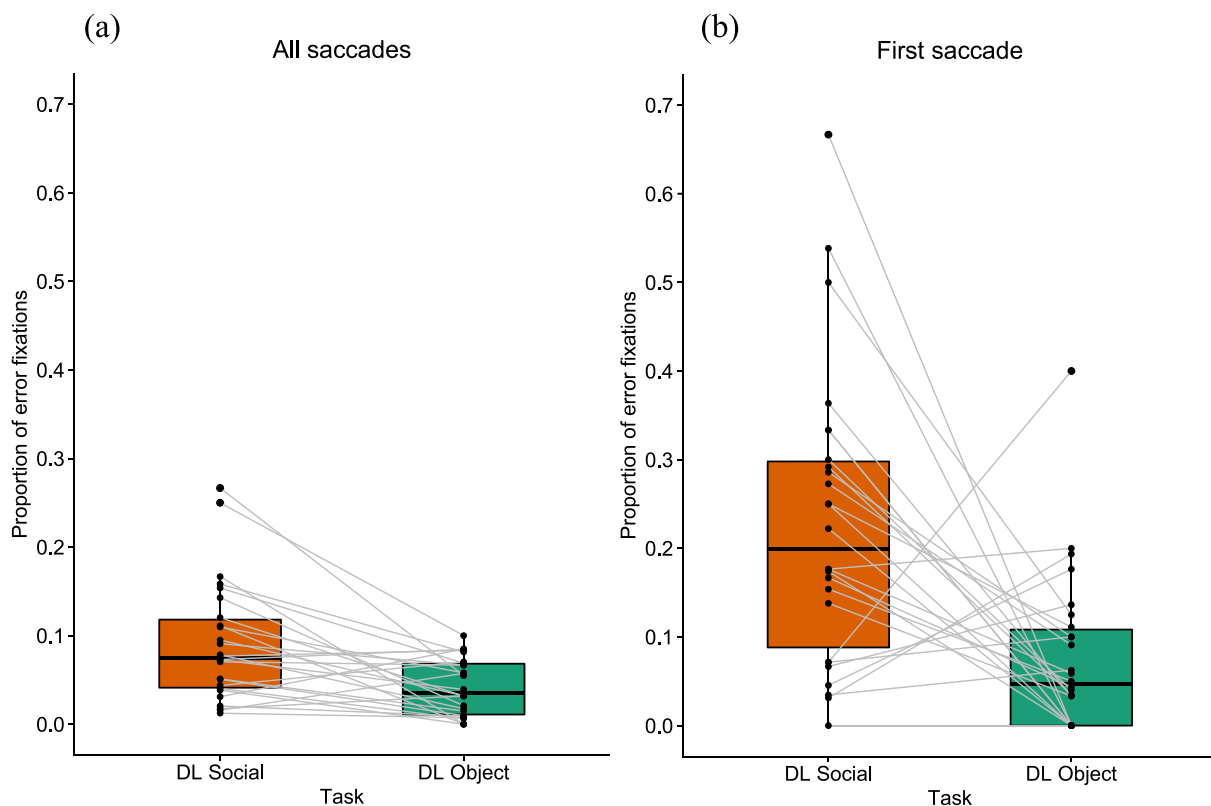 (a)
All saccades
Proportion of error fixations
0.7
0.6
0.5
0.4
0.3
0.2
0.1
0.0
DL Social
DL Object
Task
(b)
First saccade
Proportion of error fixations
0.7
0.6
0.5
0.4
0.3
0.2
0.1
0.0
DL Social
DL Object
Task